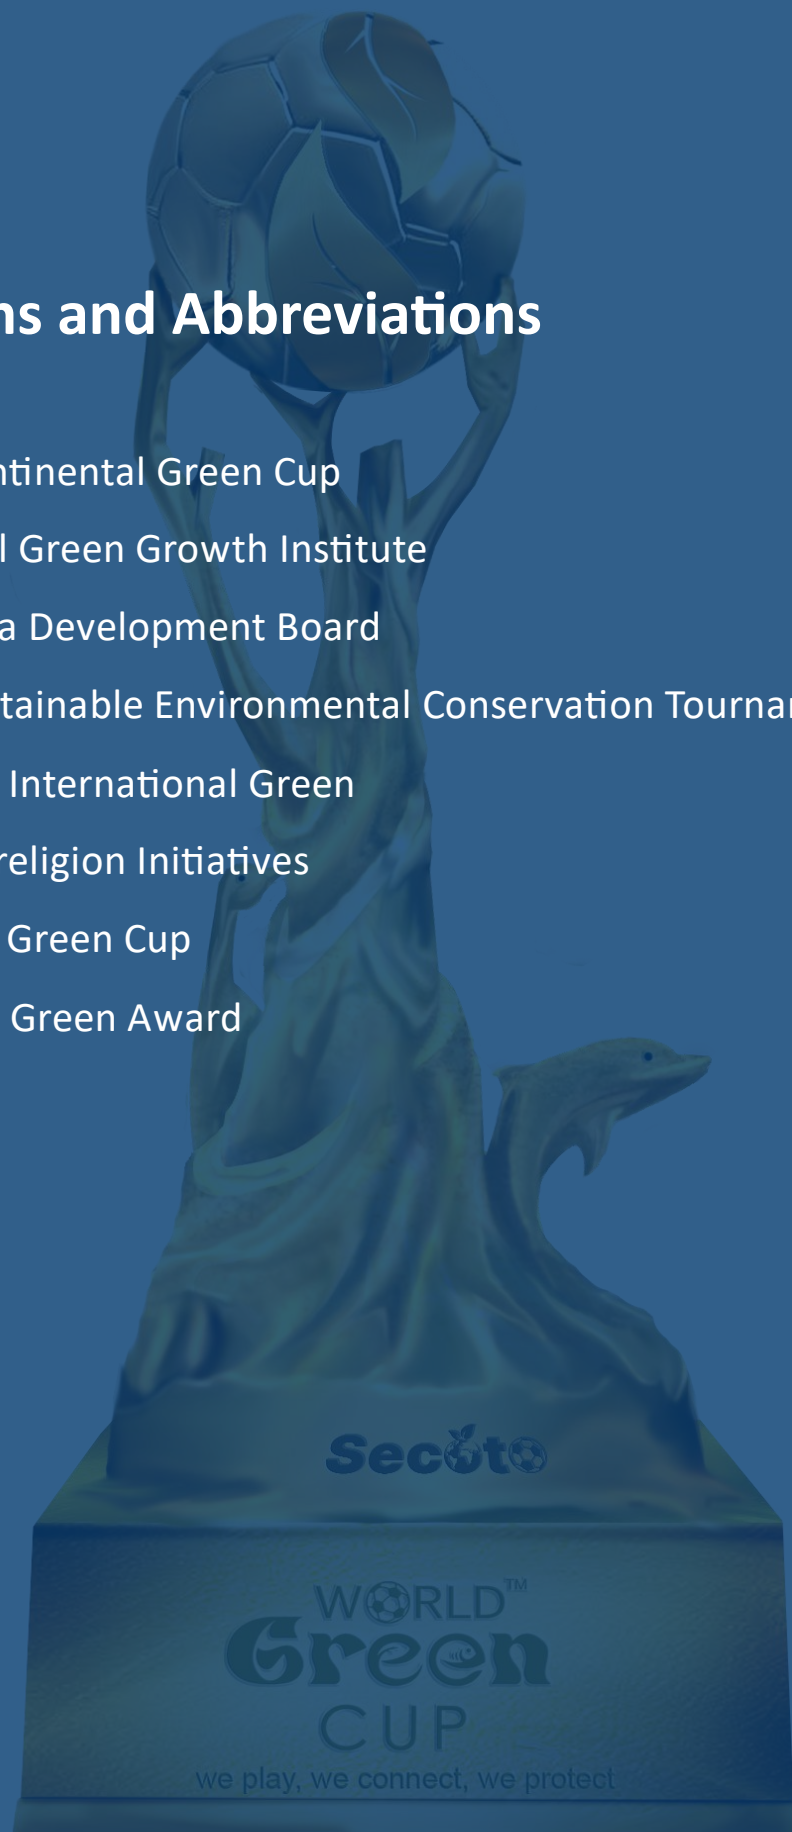 ns and Abbreviations
ntinental Green Cup
l Green Growth Institute
a Development Board
tainable Environmental Conservation Tournar
International Green
religion Initiatives
Green Cup
Green Award
Secoto
WORLD™
Green
CUP
we play, we connect, we protect